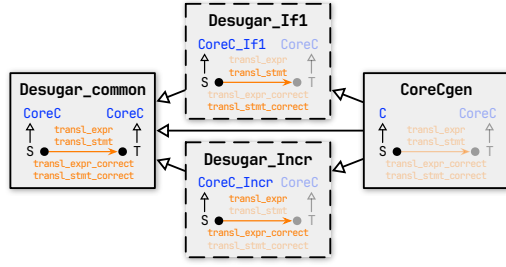 Desugar_If1
CoreC_If1 CoreC
transl_expr
transl_stmt
S T
transl_expr_correct
transl_stmt_correct
Desugar_common
CoreC CoreC
transl_expr
transl_stmt
S T
transl_expr_correct
transl_stmt_correct
CoreCgen
C CoreC
transl_expr
transl_stmt
S T
transl_expr_correct
transl_stmt_correct
Desugar_Incr
CoreC_Incr CoreC
transl_expr
transl_stmt
S T
transl_expr_correct
transl_stmt_correct